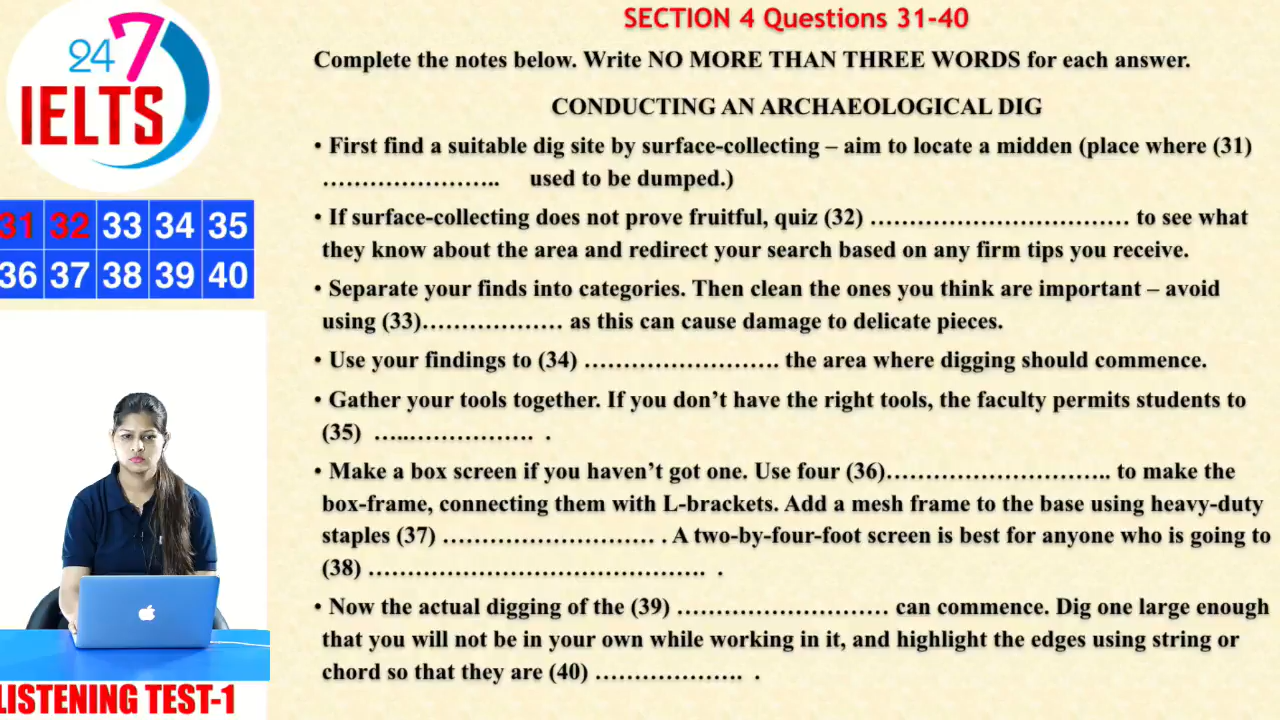 24 7
IELTS
SECTION 4 Questions 31-40
Complete the notes below. Write NO MORE THAN THREE WORDS for each answer.
CONDUCTING AN ARCHAEOLOGICAL DIG
• First find a suitable dig site by surface-collecting – aim to locate a midden (place where (31)
………………….. used to be dumped.)
• If surface-collecting does not prove fruitful, quiz (32) ………………………………… to see what
they know about the area and redirect your search based on any firm tips you receive.
• Separate your finds into categories. Then clean the ones you think are important – avoid
using (33)………………… as this can cause damage to delicate pieces.
• Use your findings to (34) ……………………….. the area where digging should commence.
• Gather your tools together. If you don’t have the right tools, the faculty permits students to
(35) …..………………. .
• Make a box screen if you haven’t got one. Use four (36)…………………………….. to make the
box-frame, connecting them with L-brackets. Add a mesh frame to the base using heavy-duty
staples (37) ………………………….. . A two-by-four-foot screen is best for anyone who is going to
(38) ……………………………………………. .
• Now the actual digging of the (39) ………………………… can commence. Dig one large enough
that you will not be in your own while working in it, and highlight the edges using string or
chord so that they are (40) ………………….. .
31 32 33 34 35
36 37 38 39 40
LISTENING TEST-1